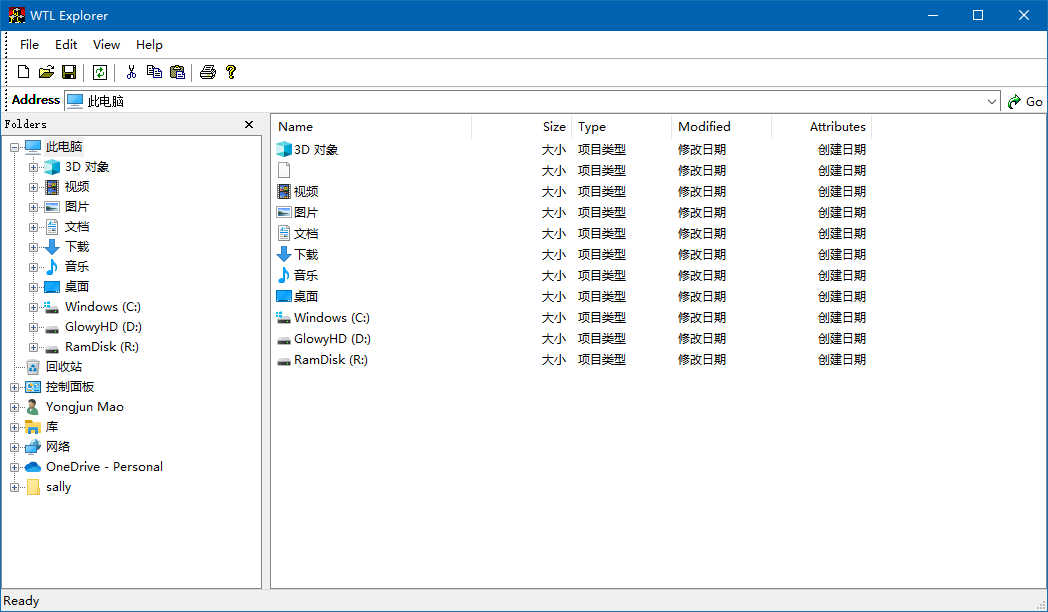 WTL Explorer
File Edit View Help
Address 此电脑 Go
Folders
此电脑
3D 对象
视频
图片
文档
下载
音乐
桌面
Windows (C:)
GlowyHD (D:)
RamDisk (R:)
回收站
控制面板
Yongjun Mao
库
网络
OneDrive - Personal
sally
Name Size Type Modified Attributes
3D 对象 大小 项目类型 修改日期 创建日期
大小 项目类型 修改日期 创建日期
视频 大小 项目类型 修改日期 创建日期
图片 大小 项目类型 修改日期 创建日期
文档 大小 项目类型 修改日期 创建日期
下载 大小 项目类型 修改日期 创建日期
音乐 大小 项目类型 修改日期 创建日期
桌面 大小 项目类型 修改日期 创建日期
Windows (C:) 大小 项目类型 修改日期 创建日期
GlowyHD (D:) 大小 项目类型 修改日期 创建日期
RamDisk (R:) 大小 项目类型 修改日期 创建日期
Ready